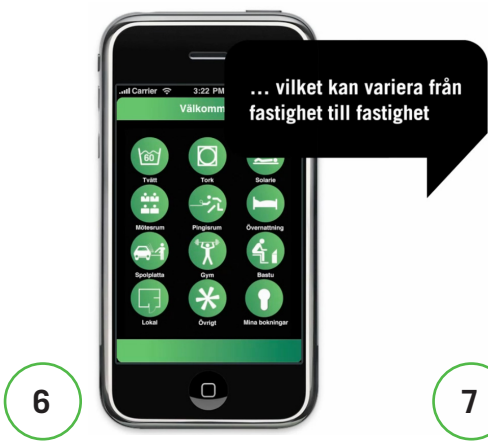 Carrier 3:22 PM
Välkomm
… vilket kan variera från
fastighet till fastighet
60
Tvätt Tork Solarie
Mötesrum Pingisrum Övernattning
Spolplatta Gym Bastu
Lokal Övrigt Mina bokningar
6 7